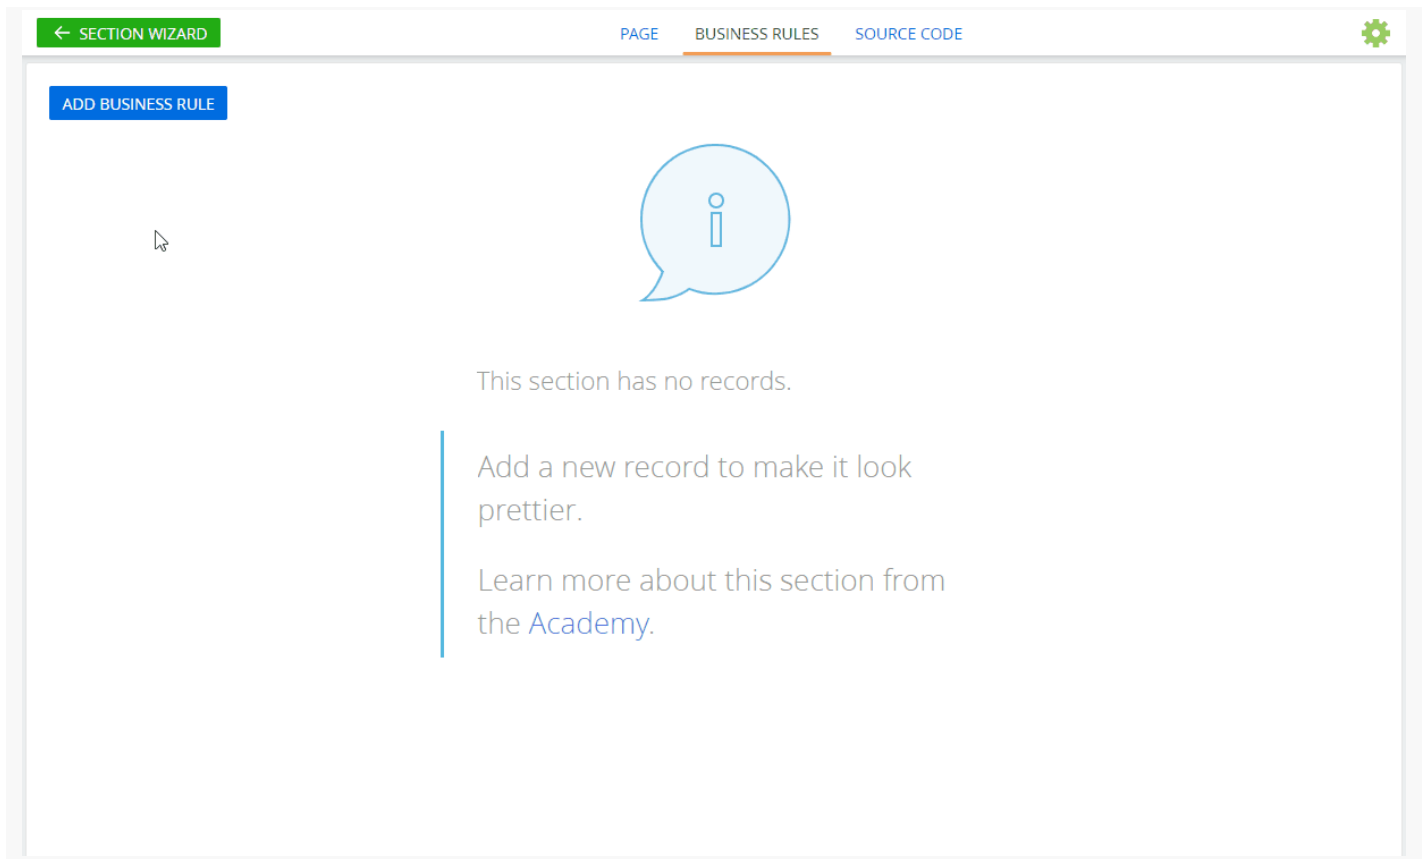 ← SECTION WIZARD
PAGE
BUSINESS RULES
SOURCE CODE
ADD BUSINESS RULE
This section has no records.
Add a new record to make it look
prettier.
Learn more about this section from
the Academy.